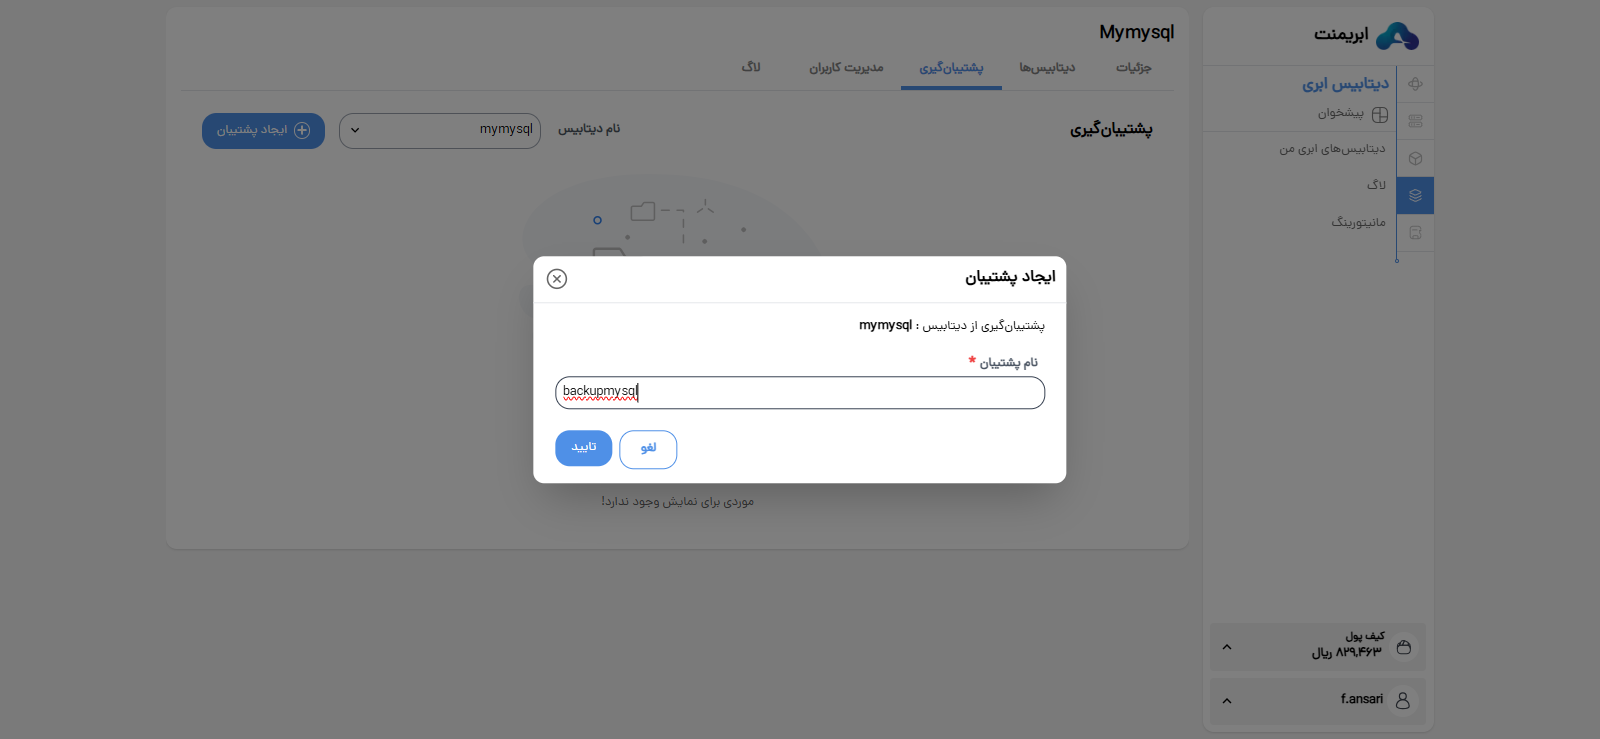 ابریمنت
دیتابیس ابری
پیشخوان
دیتابیس‌های ابری من
لاگ
مانیتورینگ
کیف پول
۸۲۹,۴۶۳ ریال
f.ansari
Mymysql
جزئیات
دیتابیس‌ها
پشتیبان‌گیری
مدیریت کاربران
لاگ
پشتیبان‌گیری
نام دیتابیس
mymysql
ایجاد پشتیبان
ایجاد پشتیبان
پشتیبان‌گیری از دیتابیس : mymysql
نام پشتیبان *
backupmysql
لغو
تایید
موردی برای نمایش وجود ندارد!